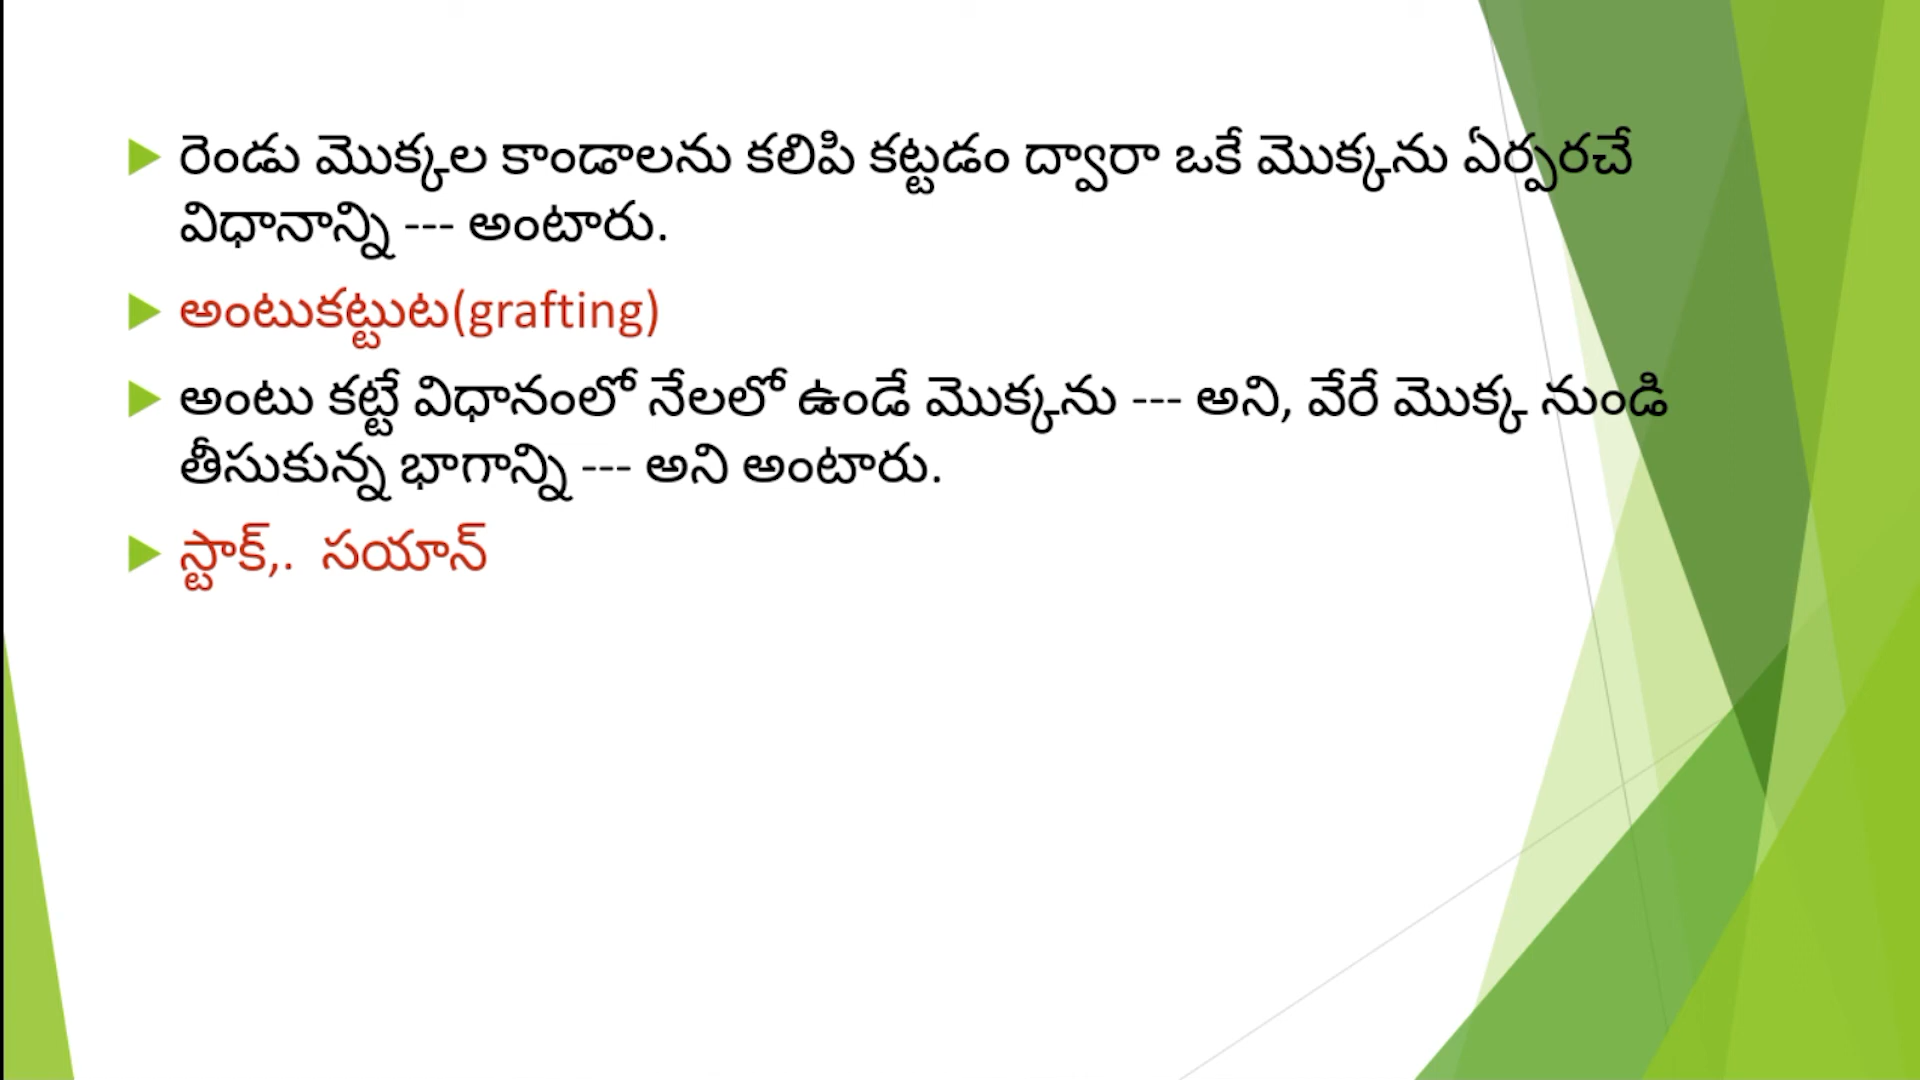 రెండు మొక్కల కాండాలను కలిపి కట్టడం ద్వారా ఒకే మొక్కను ఏర్పరచే
విధానాన్ని --- అంటారు.
అంటుకట్టుట(grafting)
అంటు కట్టే విధానంలో నేలలో ఉండే మొక్కను --- అని, వేరే మొక్క నుండి
తీసుకున్న భాగాన్ని --- అని అంటారు.
స్టాక్,. సయాన్